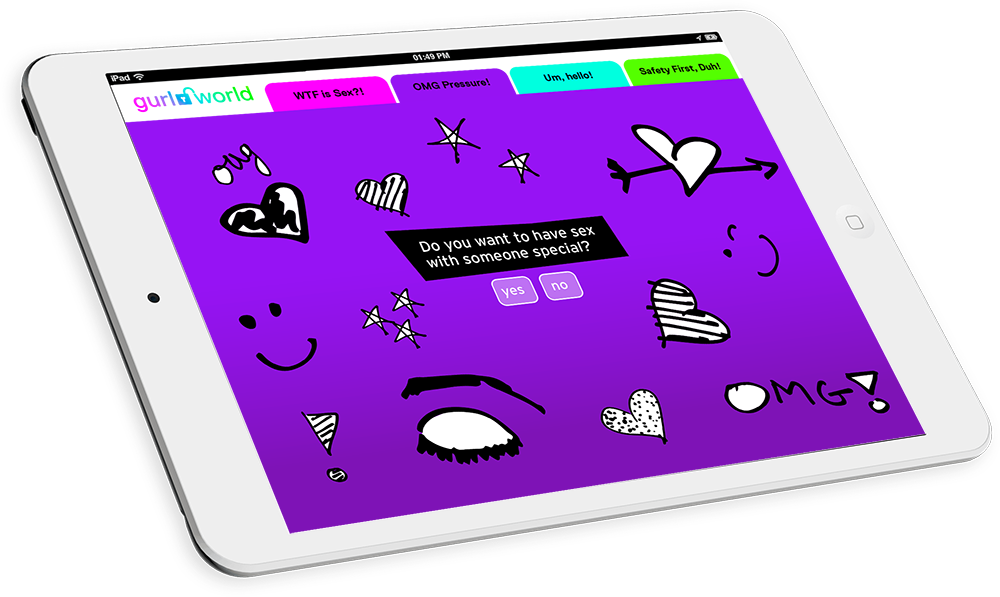 iPad
01:49 PM
gurl world
WTF is Sex?!
OMG Pressure!
Um, hello!
Safety First, Duh!
omg
Do you want to have sex
with someone special?
yes
no
OMG!